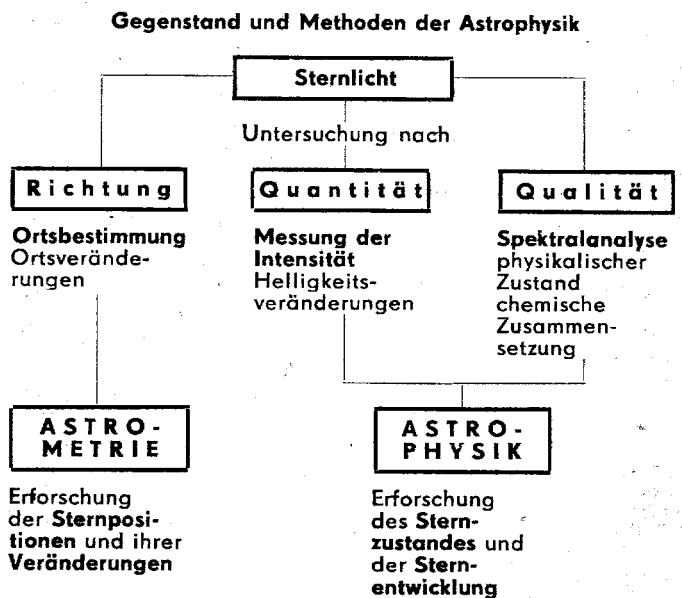 Gegenstand und Methoden der Astrophysik
Sternlicht
Untersuchung nach
Richtung
Ortsbestimmung
Ortsverände-
rungen
Quantität
Messung der
Intensität
Helligkeits-
veränderungen
Qualität
Spektralanalyse
physikalischer
Zustand
chemische
Zusammen-
setzung
ASTRO-
METRIE
Erforschung
der Sternposi-
tionen und ihrer
Veränderungen
ASTRO-
PHYSIK
Erforschung
des Stern-
zustandes und
der Stern-
entwicklung